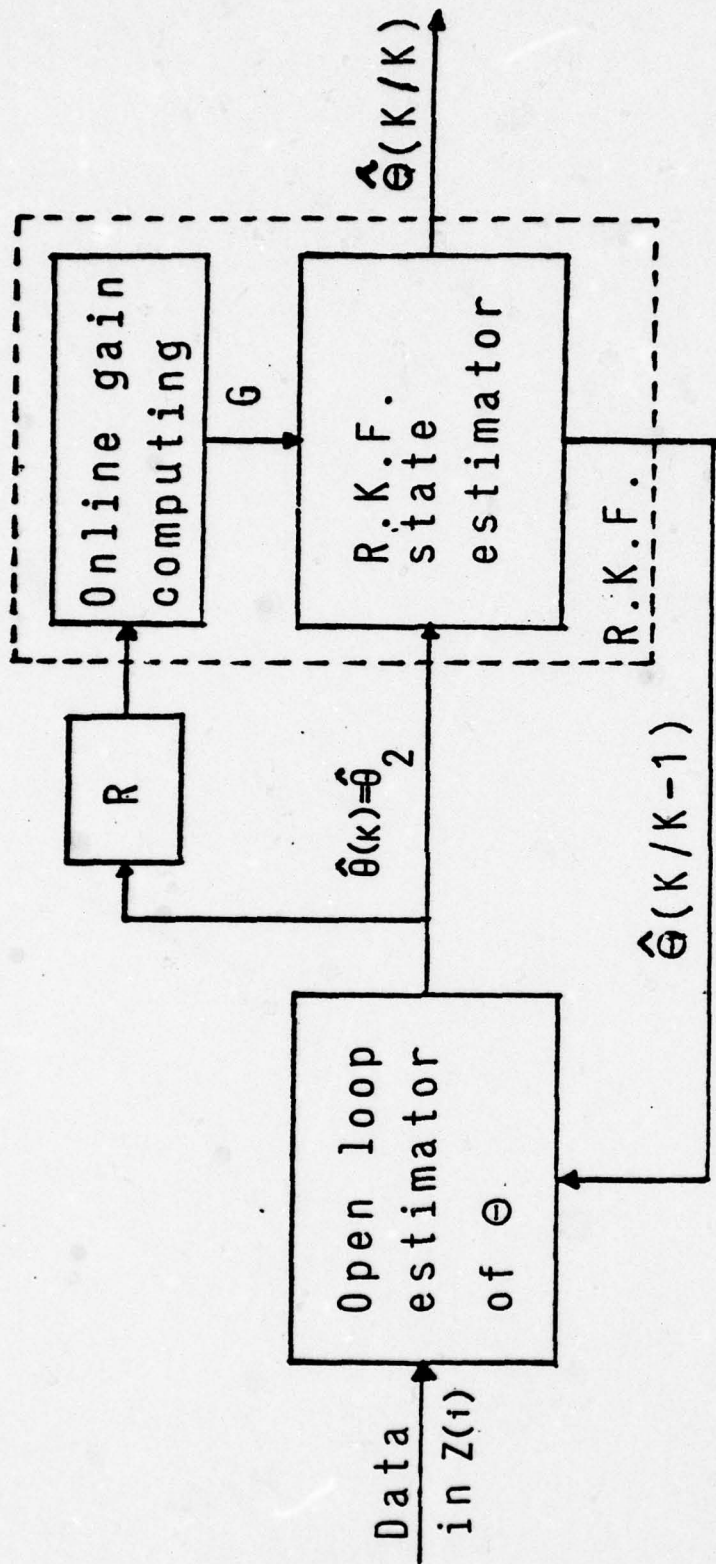 Data
in Z(i)
Open loop
estimator
of Θ
θ̂(K)=θ̂₂
R
Online gain
computing
G
R.K.F.
state
estimator
R.K.F.
Θ̂(K/K)
Θ̂(K/K-1)